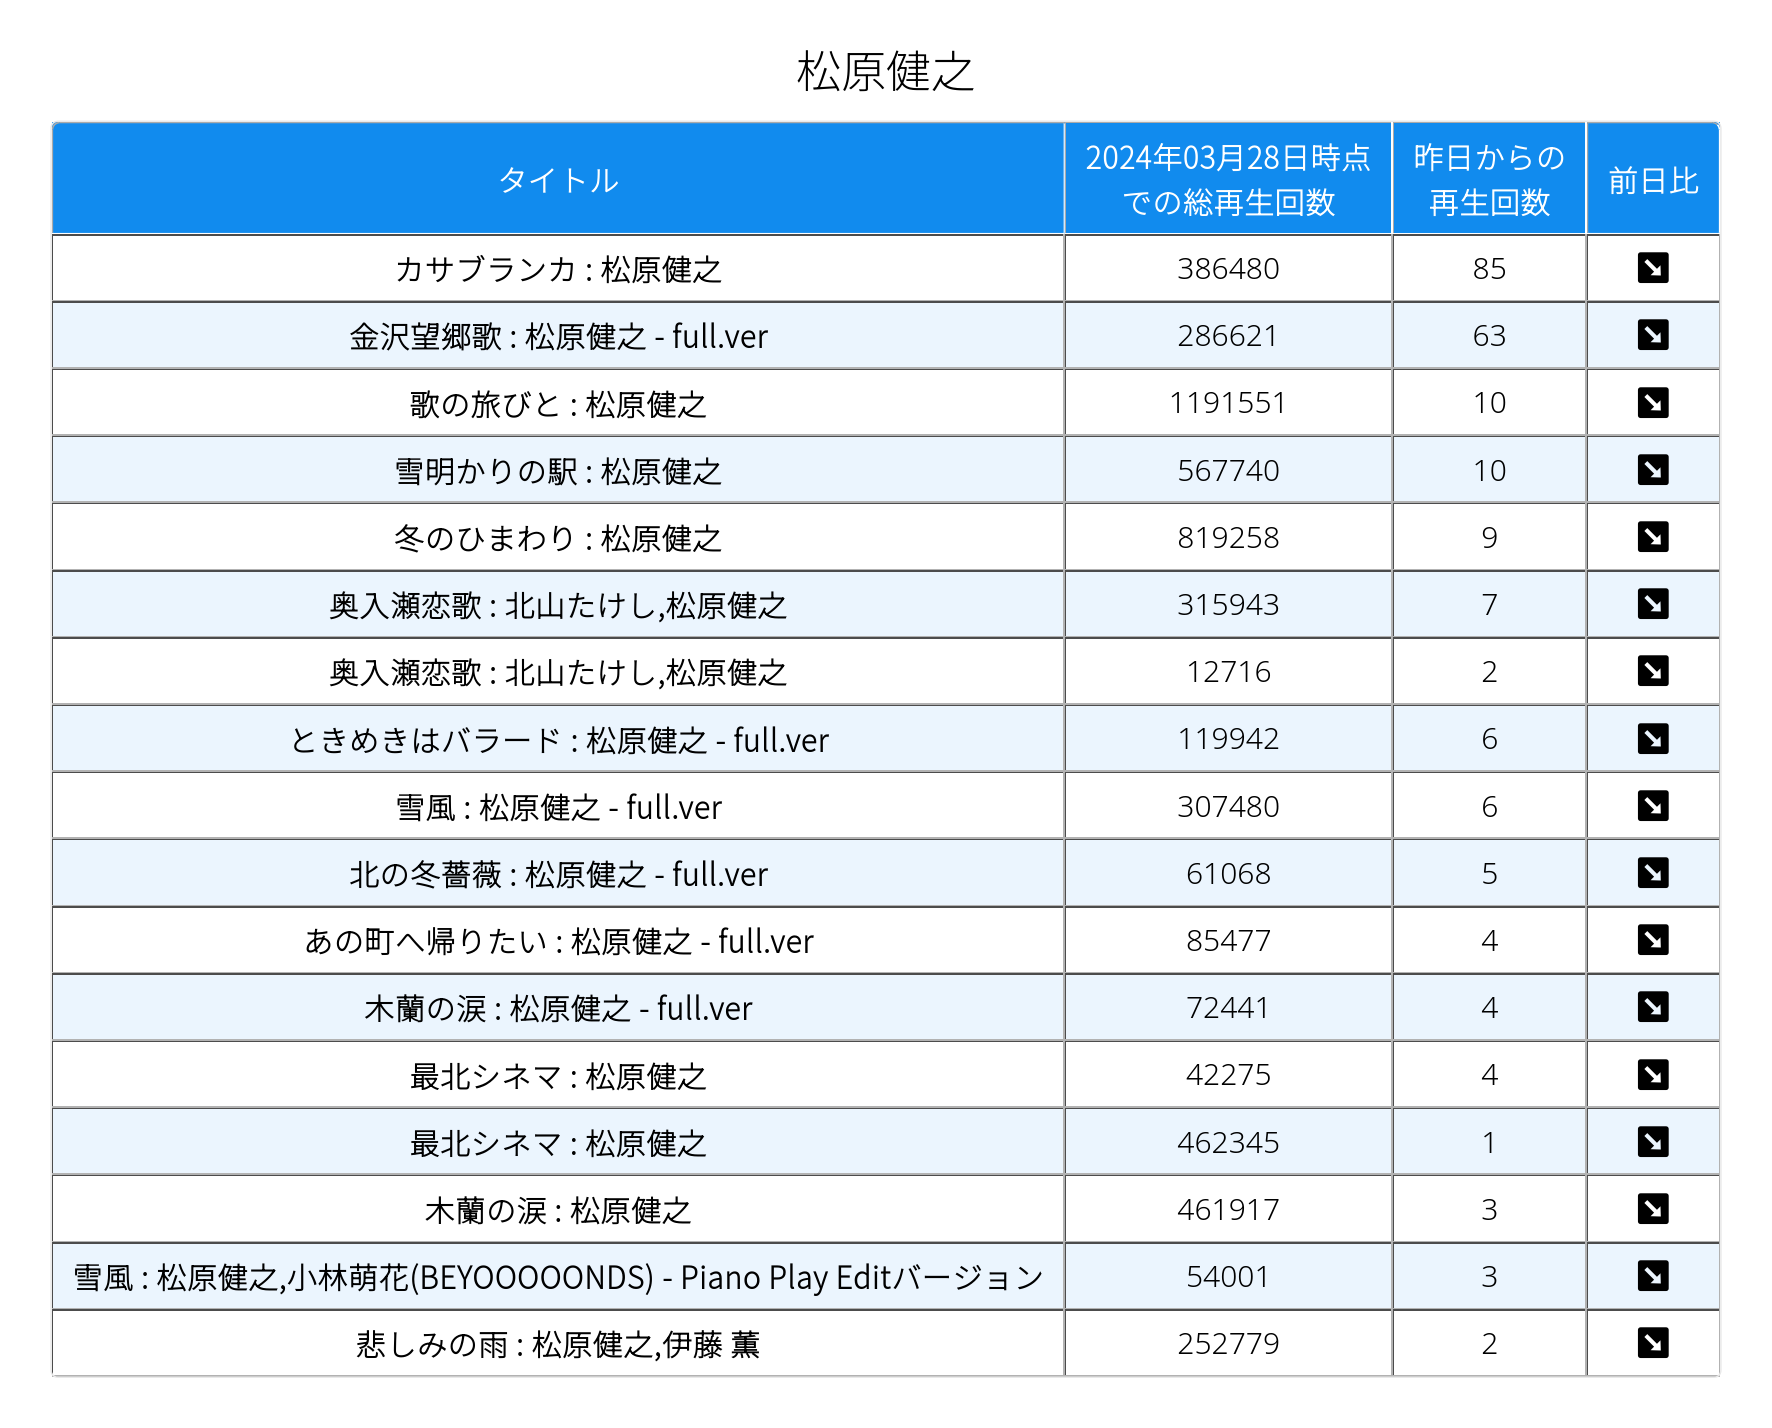 松原健之
タイトル 2024年03月28日時点での総再生回数 昨日からの再生回数 前日比
カサブランカ : 松原健之 386480 85
金沢望郷歌 : 松原健之 - full.ver 286621 63
歌の旅びと : 松原健之 1191551 10
雪明かりの駅 : 松原健之 567740 10
冬のひまわり : 松原健之 819258 9
奥入瀬恋歌 : 北山たけし,松原健之 315943 7
奥入瀬恋歌 : 北山たけし,松原健之 12716 2
ときめきはバラード : 松原健之 - full.ver 119942 6
雪風 : 松原健之 - full.ver 307480 6
北の冬薔薇 : 松原健之 - full.ver 61068 5
あの町へ帰りたい : 松原健之 - full.ver 85477 4
木蘭の涙 : 松原健之 - full.ver 72441 4
最北シネマ : 松原健之 42275 4
最北シネマ : 松原健之 462345 1
木蘭の涙 : 松原健之 461917 3
雪風 : 松原健之,小林萌花(BEYOOOOONDS) - Piano Play Editバージョン 54001 3
悲しみの雨 : 松原健之,伊藤 薫 252779 2